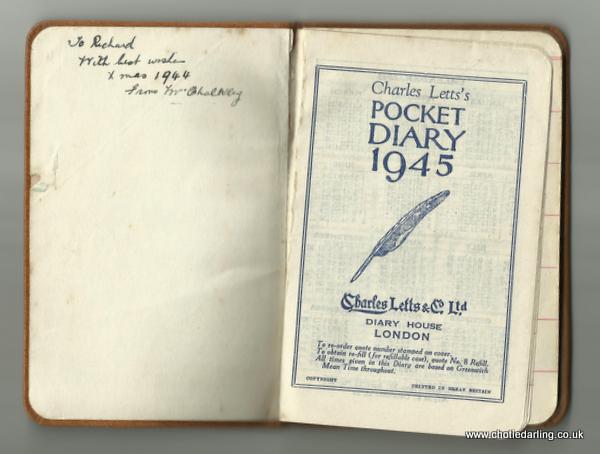 To Richard
With best wishes
Xmas 1944
From Mr Chalkley
Charles Letts's
POCKET
DIARY
1945
Charles Letts & Co. Ltd
DIARY HOUSE
LONDON
To re-order quote number stamped on cover.
To obtain re-fill (for refillable case), quote No. 8 Refill.
All times given in this Diary are based on Greenwich
Mean Time throughout.
COPYRIGHT PRINTED IN GREAT BRITAIN
www.chotiedarling.co.uk